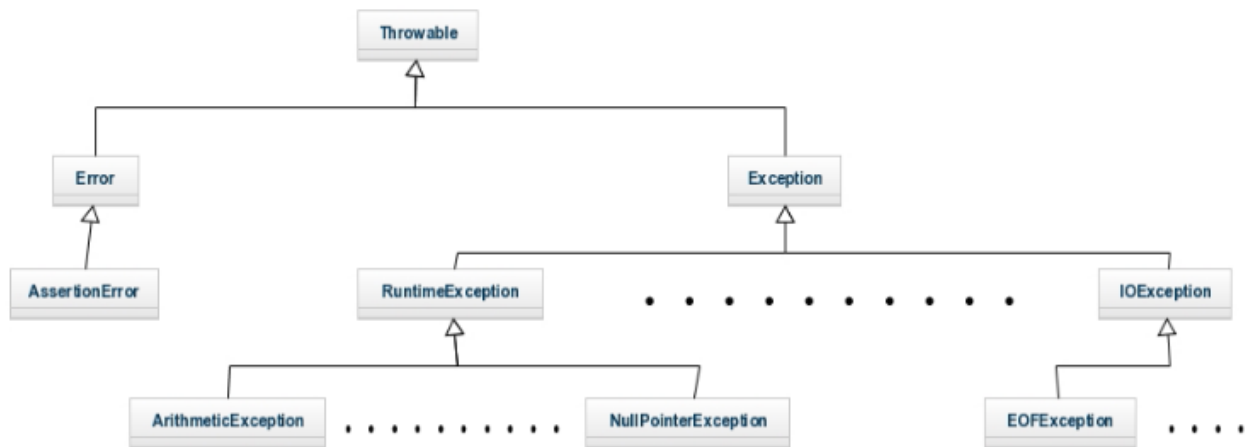 Throwable
Error
Exception
AssertionError
RuntimeException
IOException
ArithmeticException
NullPointerException
EOFException